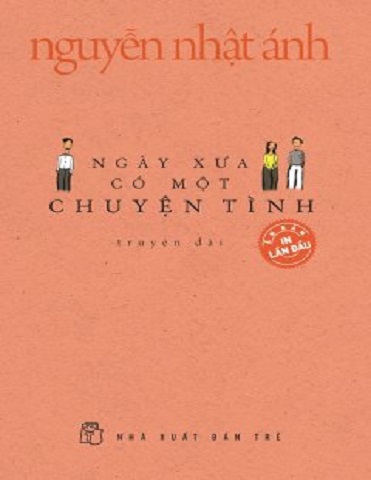 nguyễn nhật ánh
NGÀY XƯA
CÓ MỘT
CHUYỆN TÌNH
truyện dài
IN
LẦN ĐẦU
NHÀ XUẤT BẢN TRẺ